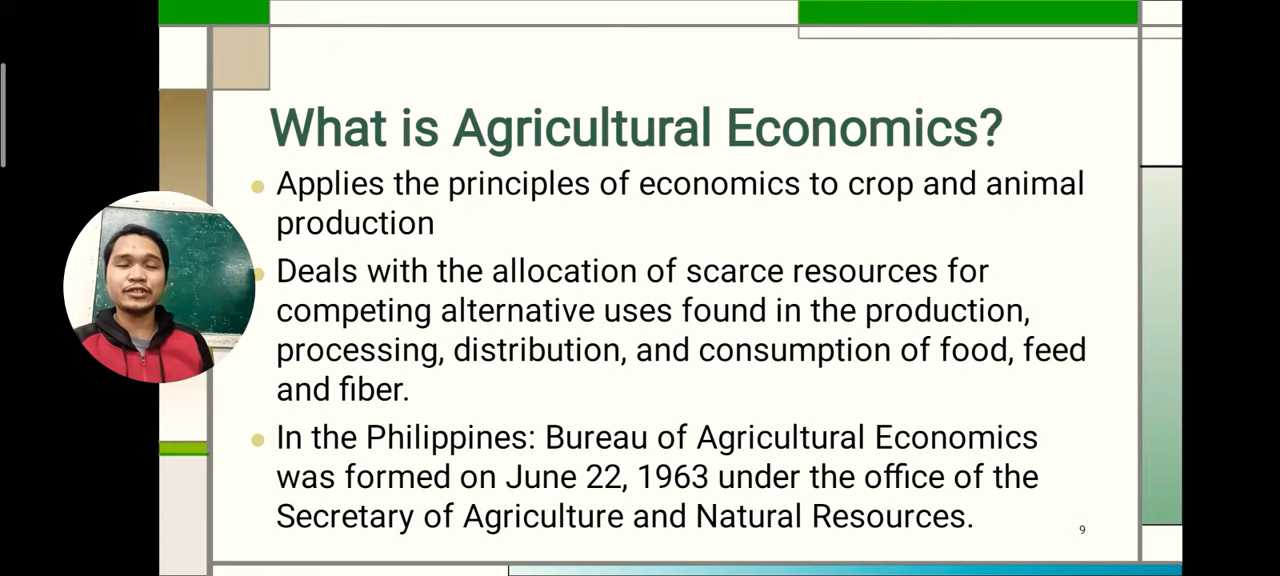 What is Agricultural Economics?
Applies the principles of economics to crop and animal
production
Deals with the allocation of scarce resources for
competing alternative uses found in the production,
processing, distribution, and consumption of food, feed
and fiber.
In the Philippines: Bureau of Agricultural Economics
was formed on June 22, 1963 under the office of the
Secretary of Agriculture and Natural Resources.
9